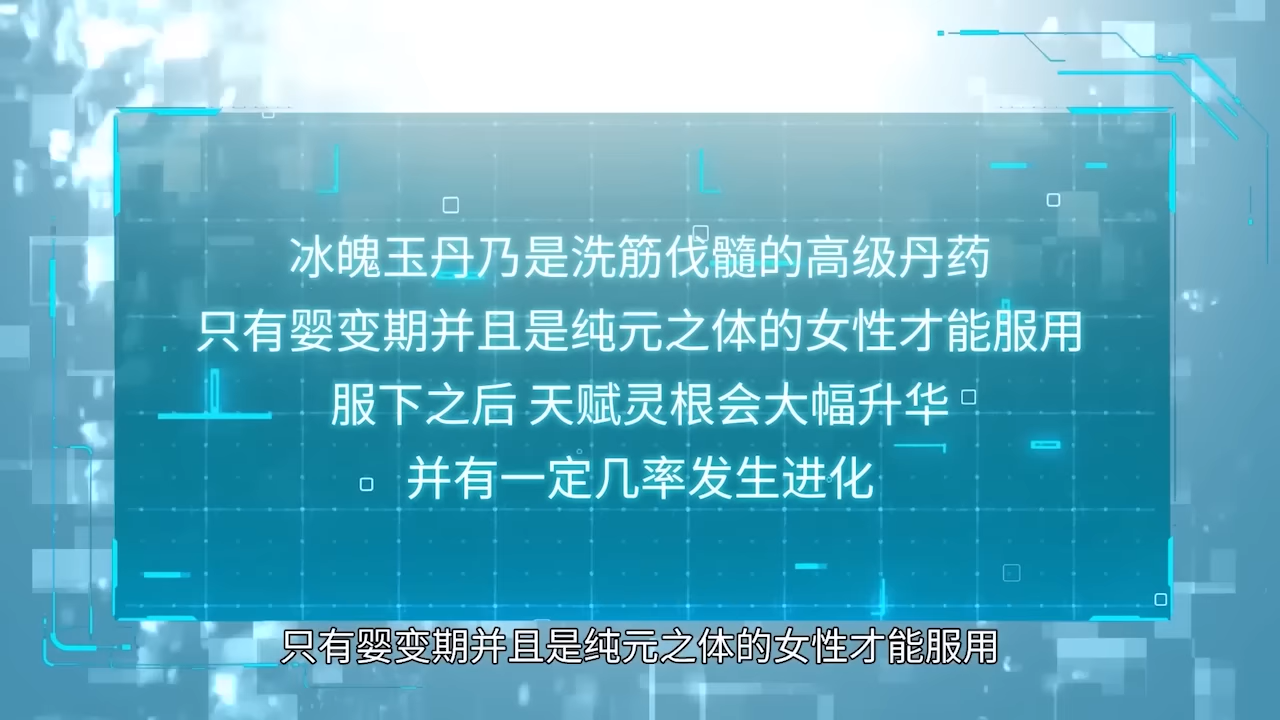 冰魄玉丹乃是洗筋伐髓的高级丹药
只有婴变期并且是纯元之体的女性才能服用
服下之后 天赋灵根会大幅升华
并有一定几率发生进化
只有婴变期并且是纯元之体的女性才能服用